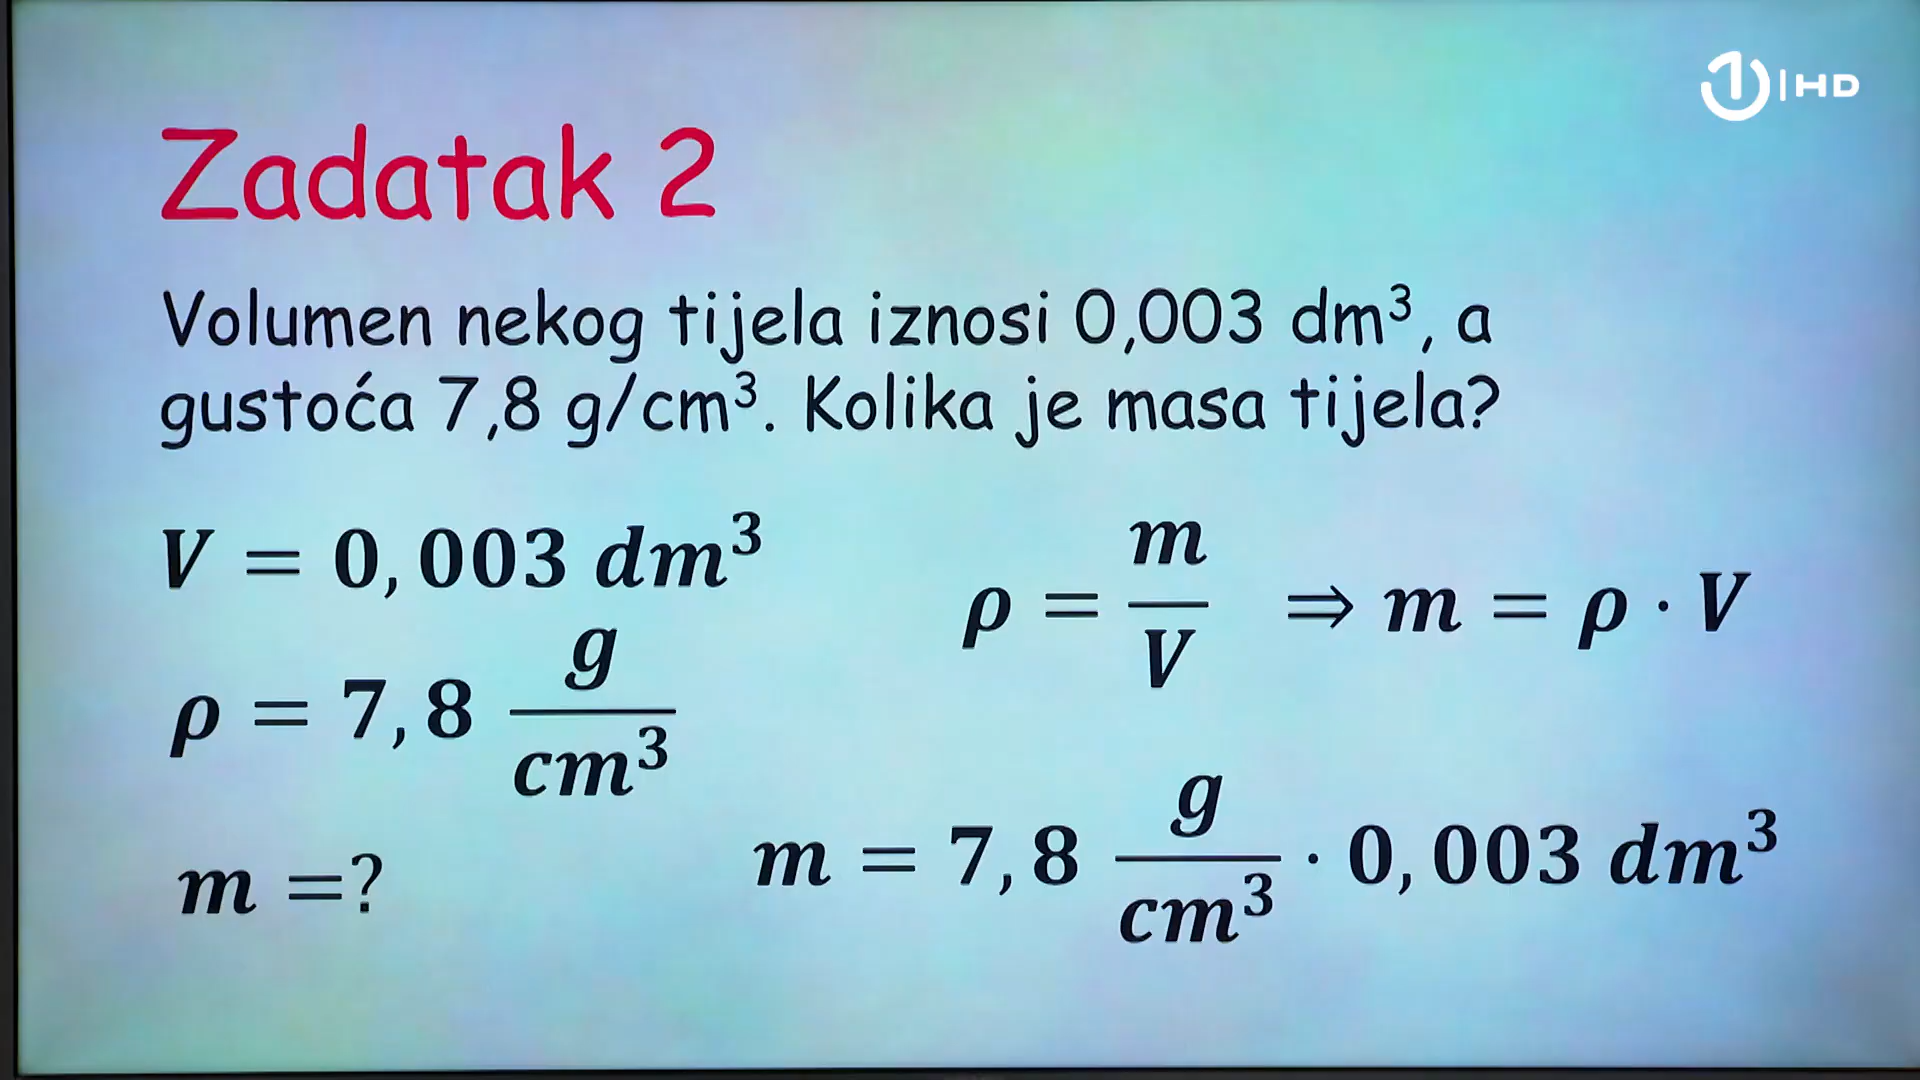 1 HD
Zadatak 2
Volumen nekog tijela iznosi 0,003 dm³, a
gustoća 7,8 g/cm³. Kolika je masa tijela?
V = 0,003 dm³
ρ = 7,8 g/cm³
m =?
ρ = m/V ⇒ m = ρ · V
m = 7,8 g/cm³ · 0,003 dm³